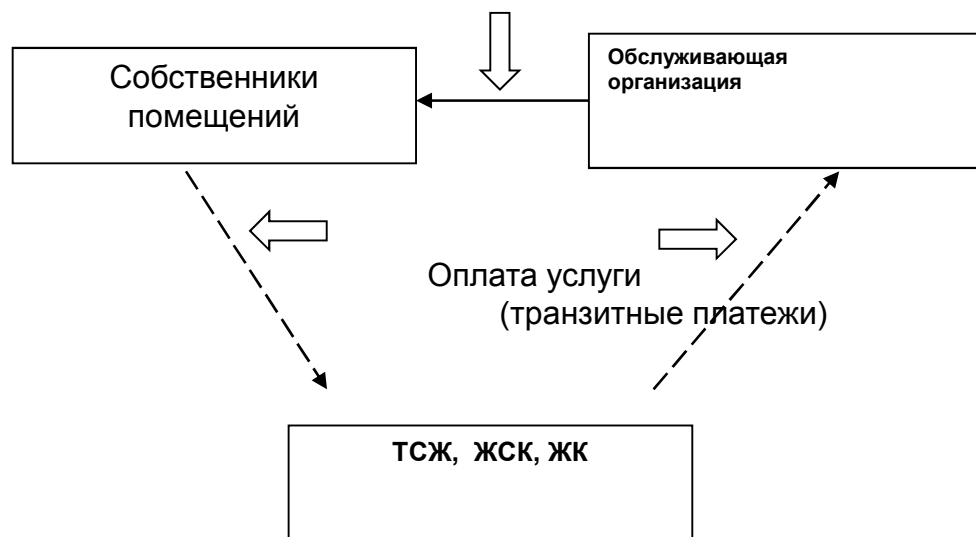 Собственники
помещений
Обслуживающая
организация
Оплата услуги
(транзитные платежи)
ТСЖ, ЖСК, ЖК